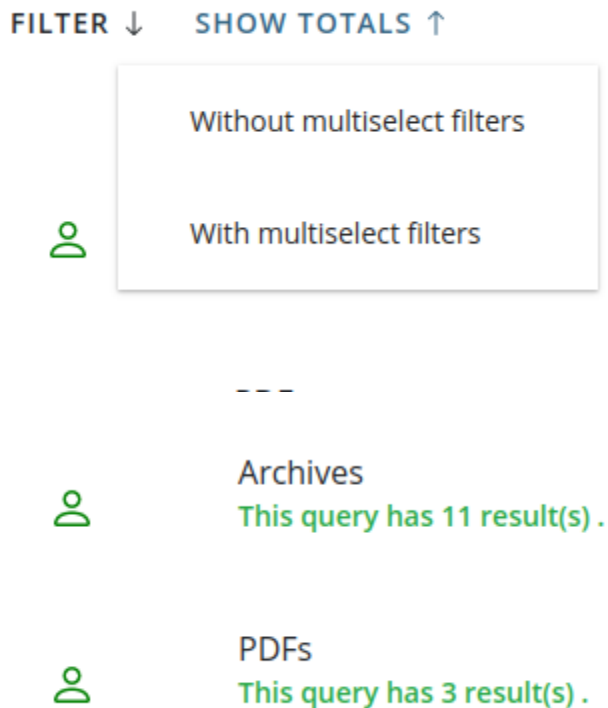 FILTER ↓ SHOW TOTALS ↑
Without multiselect filters
With multiselect filters
Archives
This query has 11 result(s) .
PDFs
This query has 3 result(s) .